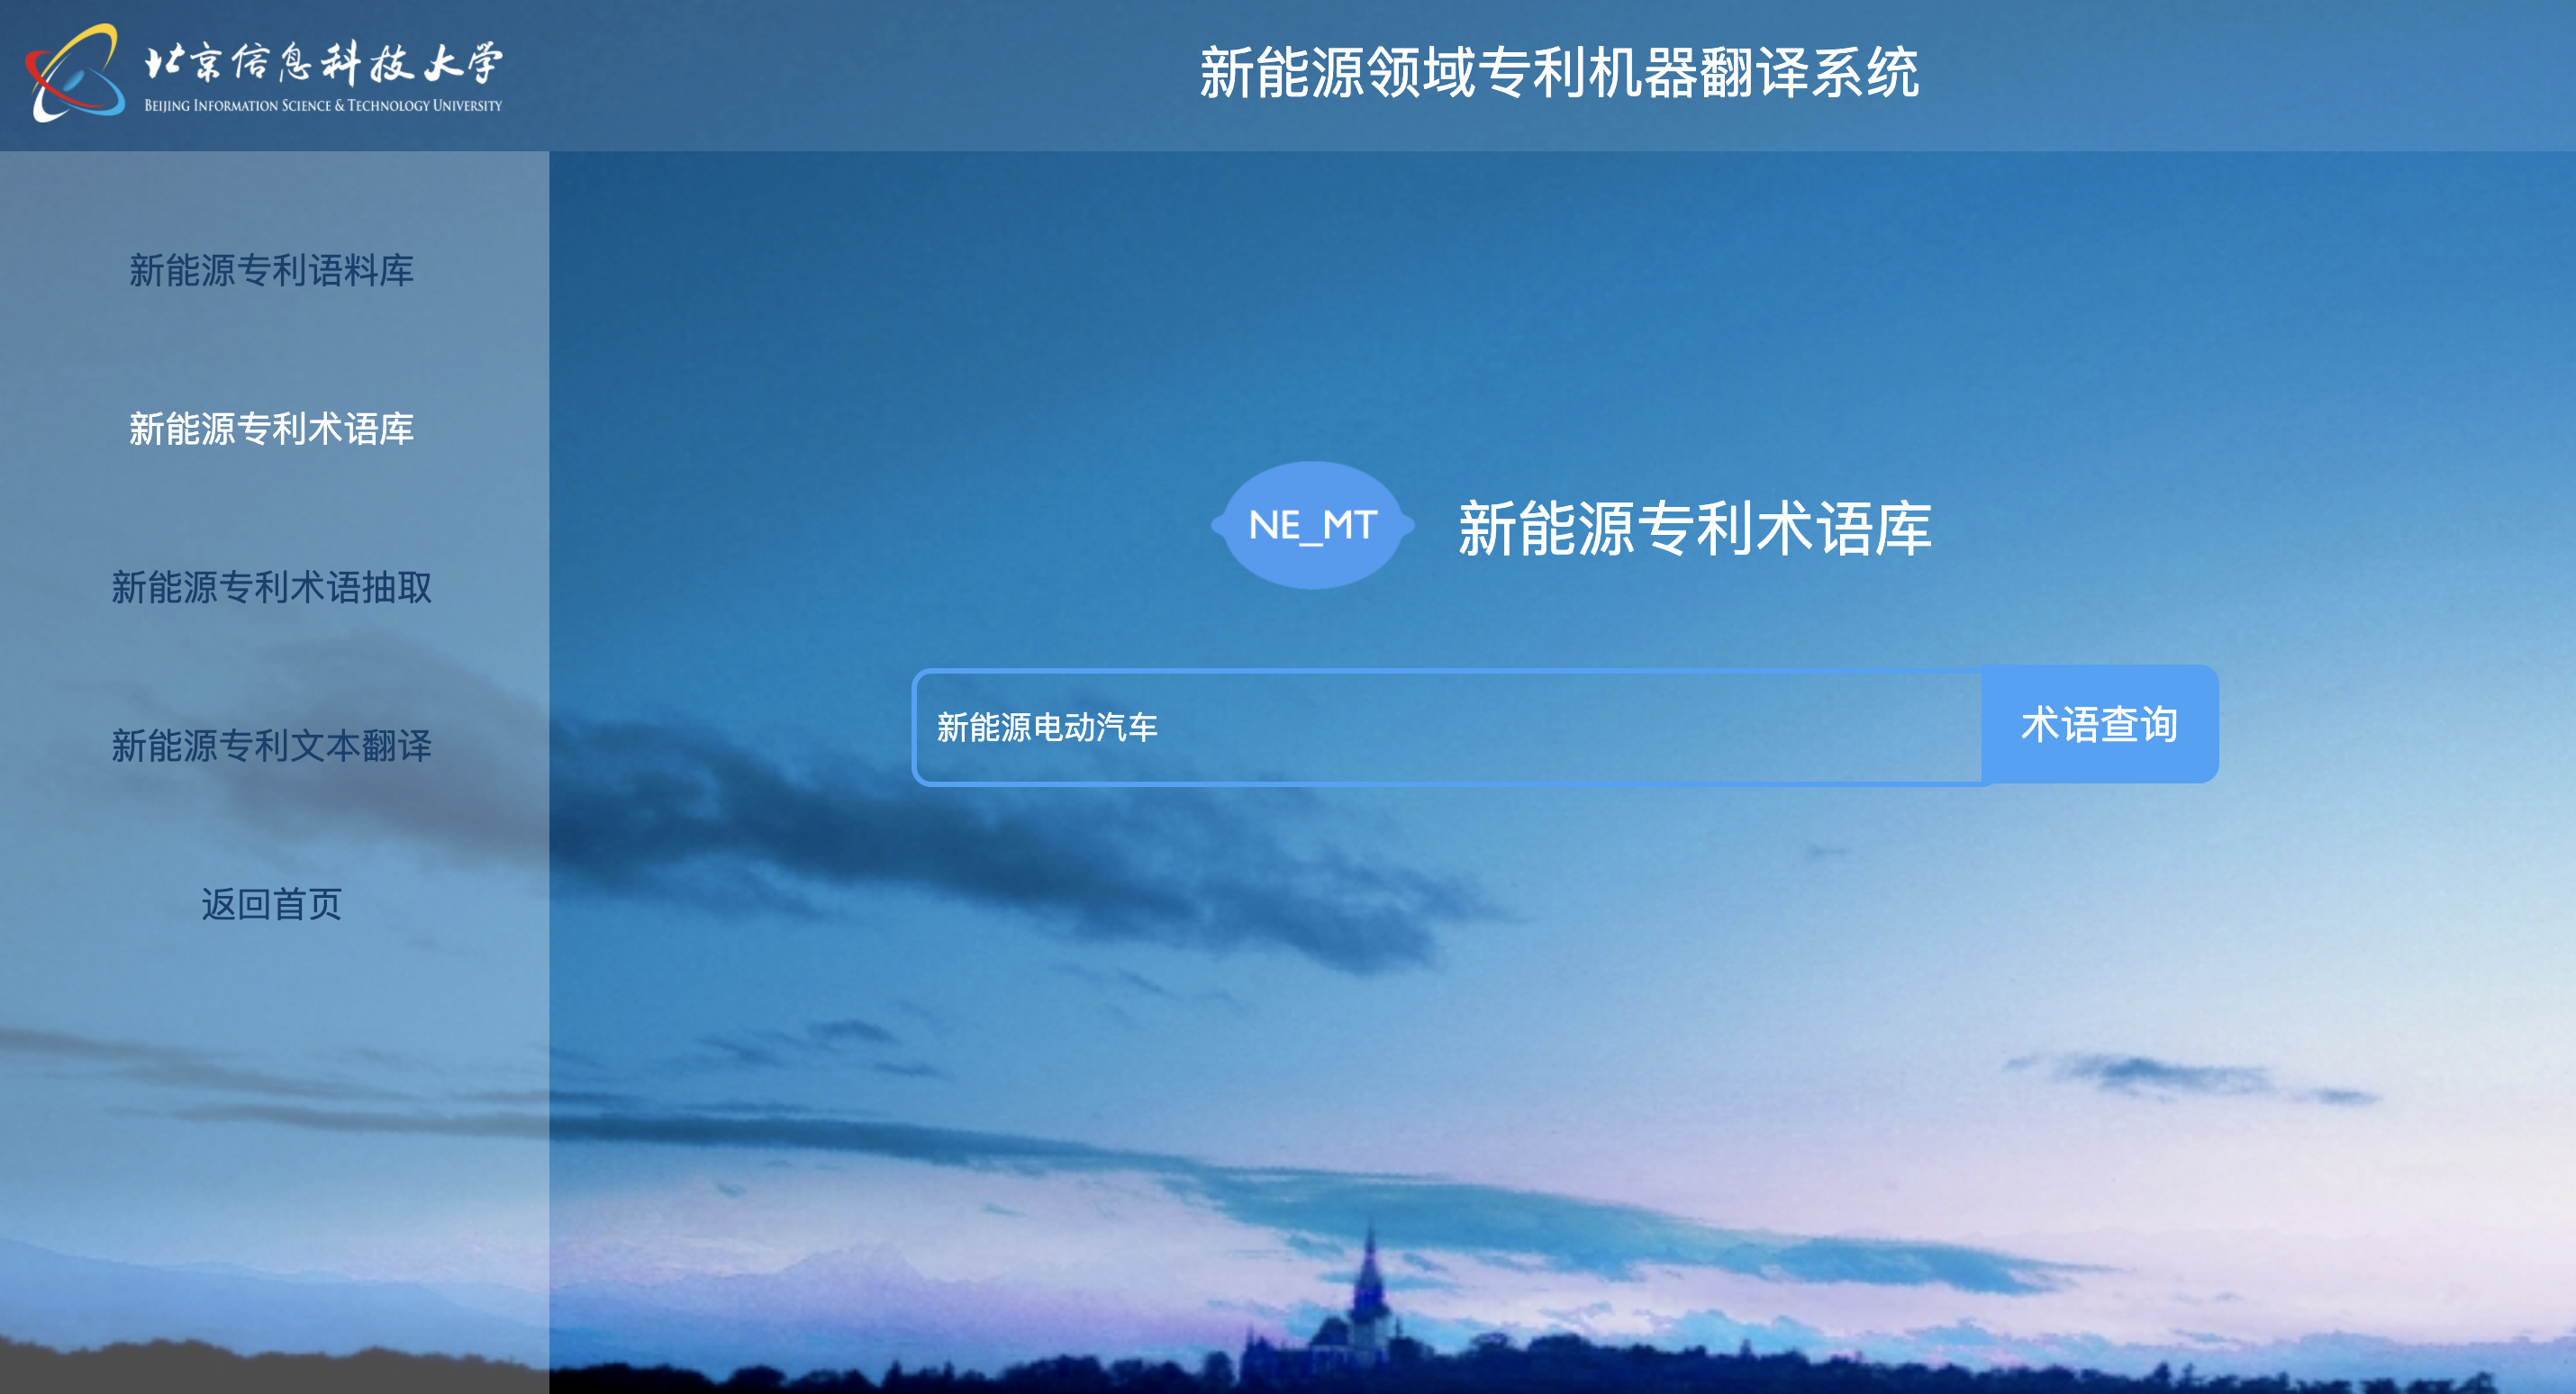 北京信息科技大学
BEIJING INFORMATION SCIENCE & TECHNOLOGY UNIVERSITY
新能源领域专利机器翻译系统
新能源专利语料库
新能源专利术语库
新能源专利术语抽取
新能源专利文本翻译
返回首页
NE_MT
新能源专利术语库
新能源电动汽车
术语查询